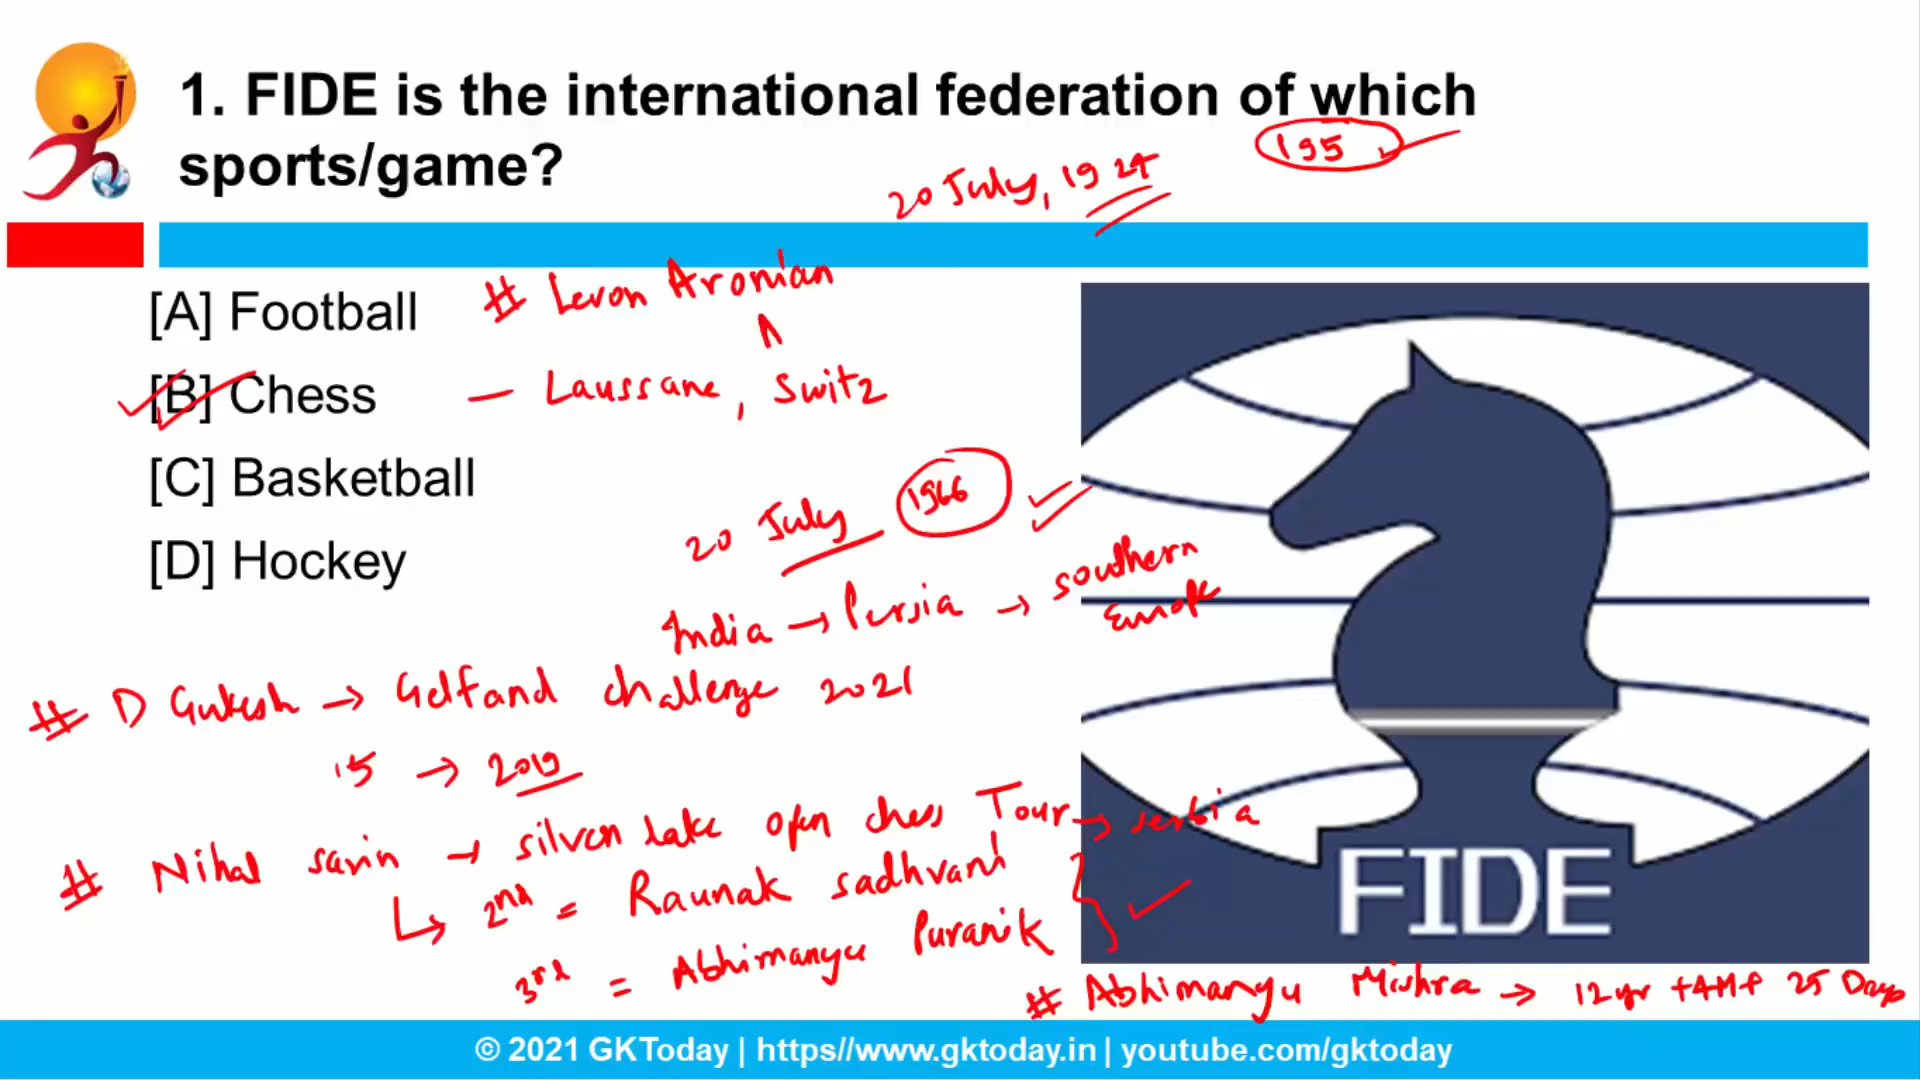 1. FIDE is the international federation of which
sports/game?
195
20 July, 1924
# Levon Aronian
[A] Football
[B] Chess
— Laussane, Switz
[C] Basketball
20 July 1966
[D] Hockey
India → Persia → southern
Europe
# D Gukesh → Gelfand challenge 2021
15 → 2019
# Nihal sarin → silven lake open chess Tour → serbia
2nd = Raunak sadhvani
3rd = Abhimanyu Puranik
FIDE
# Abhimanyu Mishra → 12 yr + 4M + 25 Days
© 2021 GKToday | https//www.gktoday.in | youtube.com/gktoday